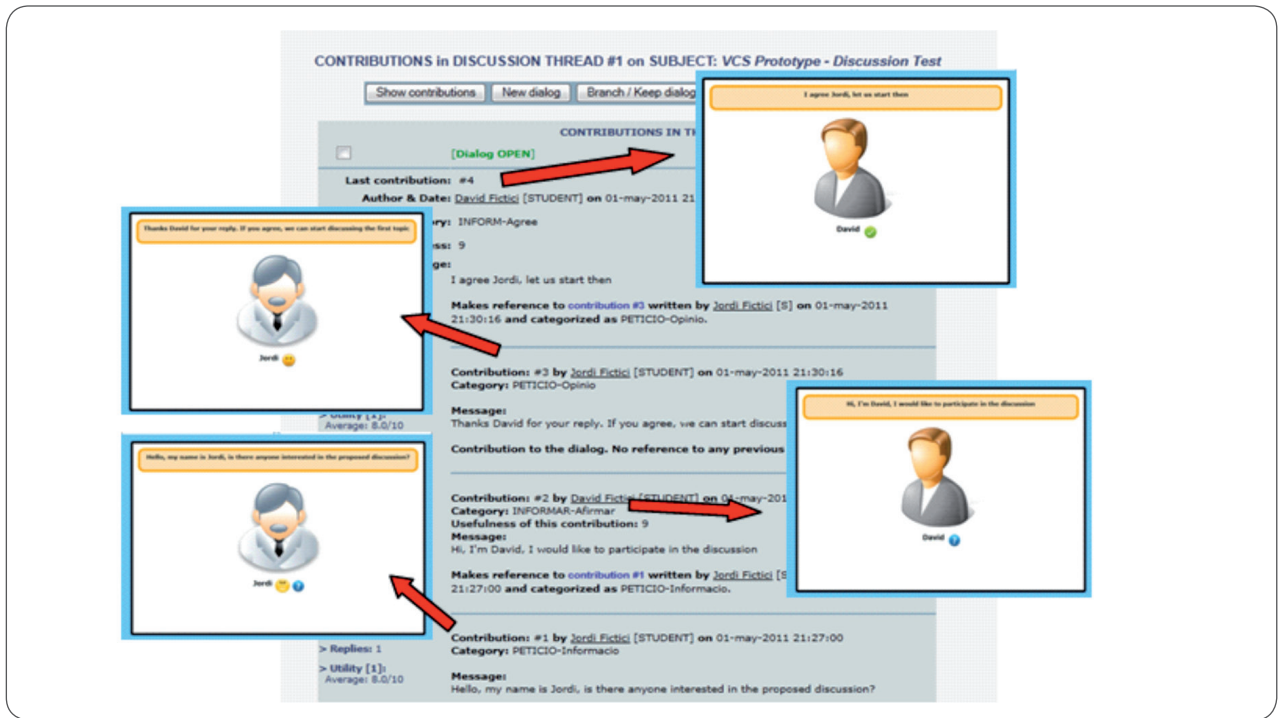 CONTRIBUTIONS in DISCUSSION THREAD #1 on SUBJECT: VCS Prototype - Discussion Test
Show contributions New dialog Branch / Keep dialog
CONTRIBUTIONS IN
[Dialog OPEN]
Last contribution: #4
Author & Date: David Fictici [STUDENT] on 01-may-2011 21
INFORM-Agree
9
I agree Jordi, let us start then
Makes reference to contribution #3 written by Jordi Fictici [S] on 01-may-2011
21:30:16 and categorized as PETICIO-Opinio.
I agree Jordi, let us start then
David
Thanks David for your reply. If you agree, we can start discussing the first topic
Jordi
Contribution: #3 by Jordi Fictici [STUDENT] on 01-may-2011 21:30:16
Category: PETICIO-Opinio
Message:
Thanks David for your reply. If you agree, we can start discuss
Contribution to the dialog. No reference to any previous
> Utility [1]:
Average: 8.0/10
Hi, I'm David, I would like to participate in the discussion
David
Hello, my name is Jordi, is there anyone interested in the proposed discussion?
Jordi
Contribution: #2 by David Fictici [STUDENT] on 01-may-201
Category: INFORMAR-Afirmar
Usefulness of this contribution: 9
Message:
Hi, I'm David, I would like to participate in the discussion
Makes reference to contribution #1 written by Jordi Fictici [S
21:27:00 and categorized as PETICIO-Informacio.
Contribution: #1 by Jordi Fictici [STUDENT] on 01-may-2011 21:27:00
Category: PETICIO-Informacio
> Replies: 1
> Utility [1]:
Average: 8.0/10
Message:
Hello, my name is Jordi, is there anyone interested in the proposed discussion?